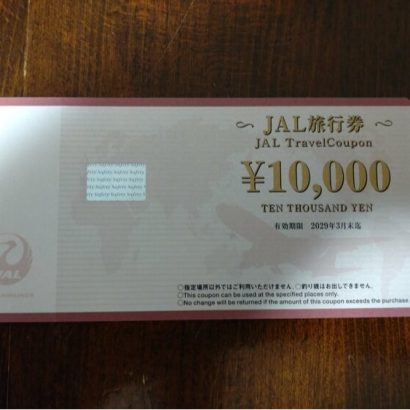 JAL旅行券
JAL TravelCoupon
¥10,000
TEN THOUSAND YEN
有効期限 2029年3月末迄
JAL
○指定場所以外ではご利用いただけません。○釣り銭はお出しできません。
○This coupon can be used at the specified places only.
○No change will be returned if the amount of this coupon exceeds the purchase